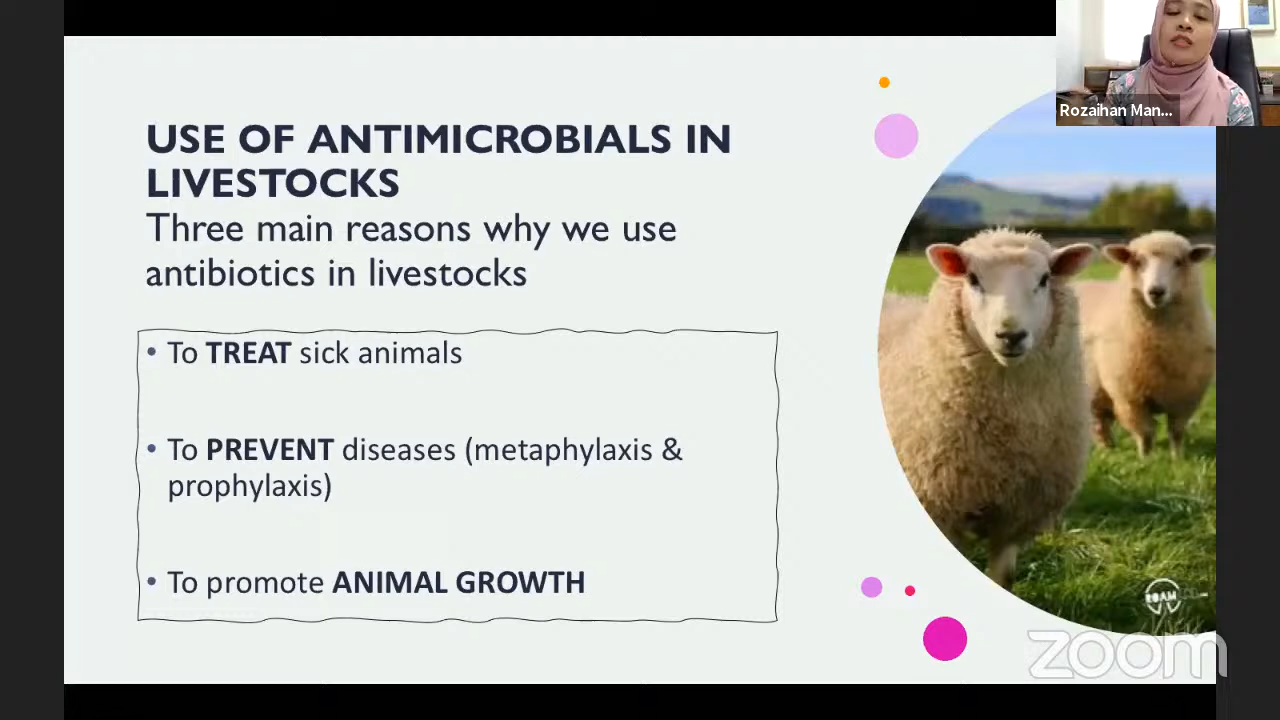 Rozaihan Man...
USE OF ANTIMICROBIALS IN
LIVESTOCKS
Three main reasons why we use
antibiotics in livestocks
• To TREAT sick animals
• To PREVENT diseases (metaphylaxis &
prophylaxis)
• To promote ANIMAL GROWTH
zoom